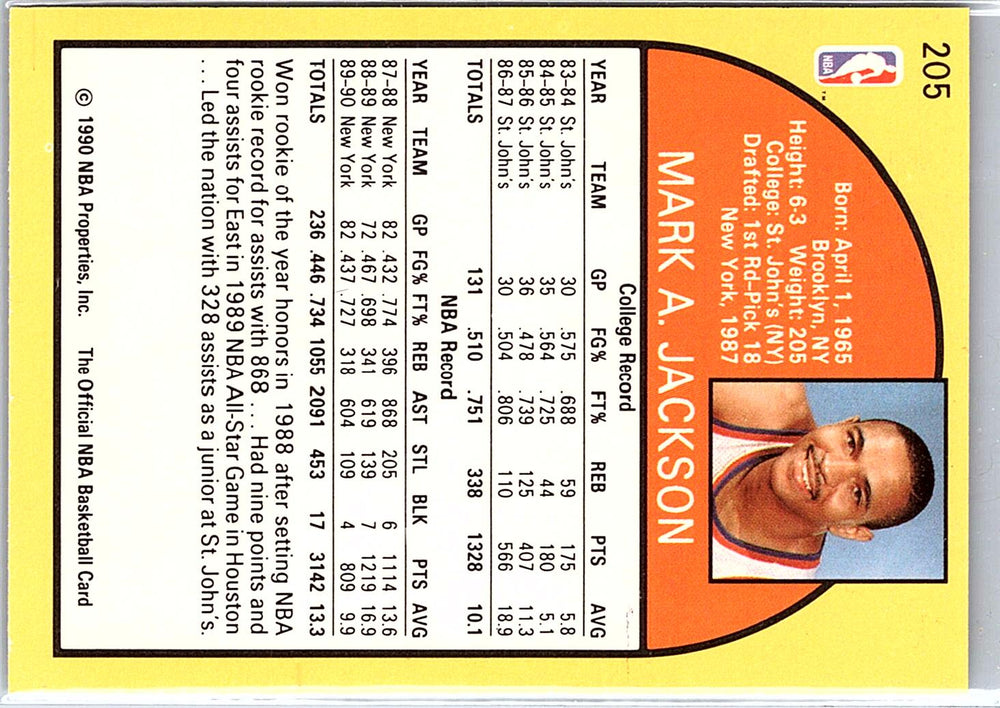 205
NBA
™
Born: April 1, 1965
Brooklyn, NY
Height: 6-3 Weight: 205
College: St. John's (NY)
Drafted: 1st Rd-Pick 18
New York, 1987
MARK A. JACKSON
College Record
YEAR TEAM GP FG% FT% REB PTS AVG
83-84 St. John's 30 .575 .688 59 175 5.8
84-85 St. John's 35 .564 .725 44 180 5.1
85-86 St. John's 36 .478 .739 125 407 11.3
86-87 St. John's 30 .504 .806 110 566 18.9
TOTALS 131 .510 .751 338 1328 10.1
NBA Record
YEAR TEAM GP FG% FT% REB AST STL BLK PTS AVG
87-88 New York 82 .432 .774 396 868 205 6 1114 13.6
88-89 New York 72 .467 .698 341 619 139 7 1219 16.9
89-90 New York 82 .437 .727 318 604 109 4 809 9.9
TOTALS 236 .446 .734 1055 2091 453 17 3142 13.3
Won rookie of the year honors in 1988 after setting NBA
rookie record for assists with 868 ... Had nine points and
four assists for East in 1989 NBA All-Star Game in Houston
... Led the nation with 328 assists as a junior at St. John's.
© 1990 NBA Properties, Inc. The Official NBA Basketball Card